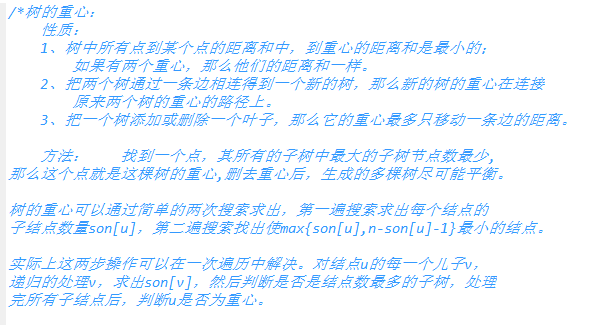 /*树的重心:
性质:
1、树中所有点到某个点的距离和中，到重心的距离和是最小的;
如果有两个重心，那么他们的距离和一样。
2、把两个树通过一条边相连得到一个新的树，那么新的树的重心在连接
原来两个树的重心的路径上。
3、把一个树添加或删除一个叶子，那么它的重心最多只移动一条边的距离。
方法: 找到一个点，其所有的子树中最大的子树节点数最少,
那么这个点就是这棵树的重心,删去重心后，生成的多棵树尽可能平衡。
树的重心可以通过简单的两次搜索求出，第一遍搜索求出每个结点的
子结点数量son[u]，第二遍搜索找出使max{son[u],n-son[u]-1}最小的结点。
实际上这两步操作可以在一次遍历中解决。对结点u的每一个儿子v，
递归的处理v，求出son[v]，然后判断是否是结点数最多的子树，处理
完所有子结点后，判断u是否为重心。